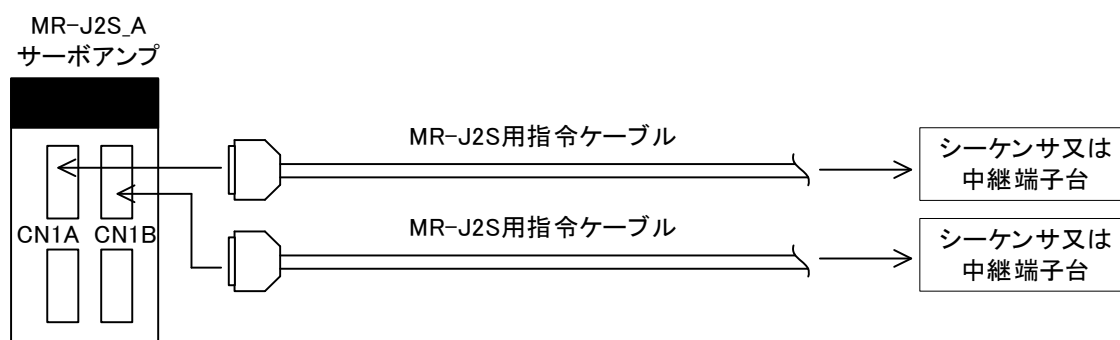 MR-J2S_A
サーボアンプ
MR-J2S用指令ケーブル
シーケンサ又は
中継端子台
CN1A CN1B
MR-J2S用指令ケーブル
シーケンサ又は
中継端子台